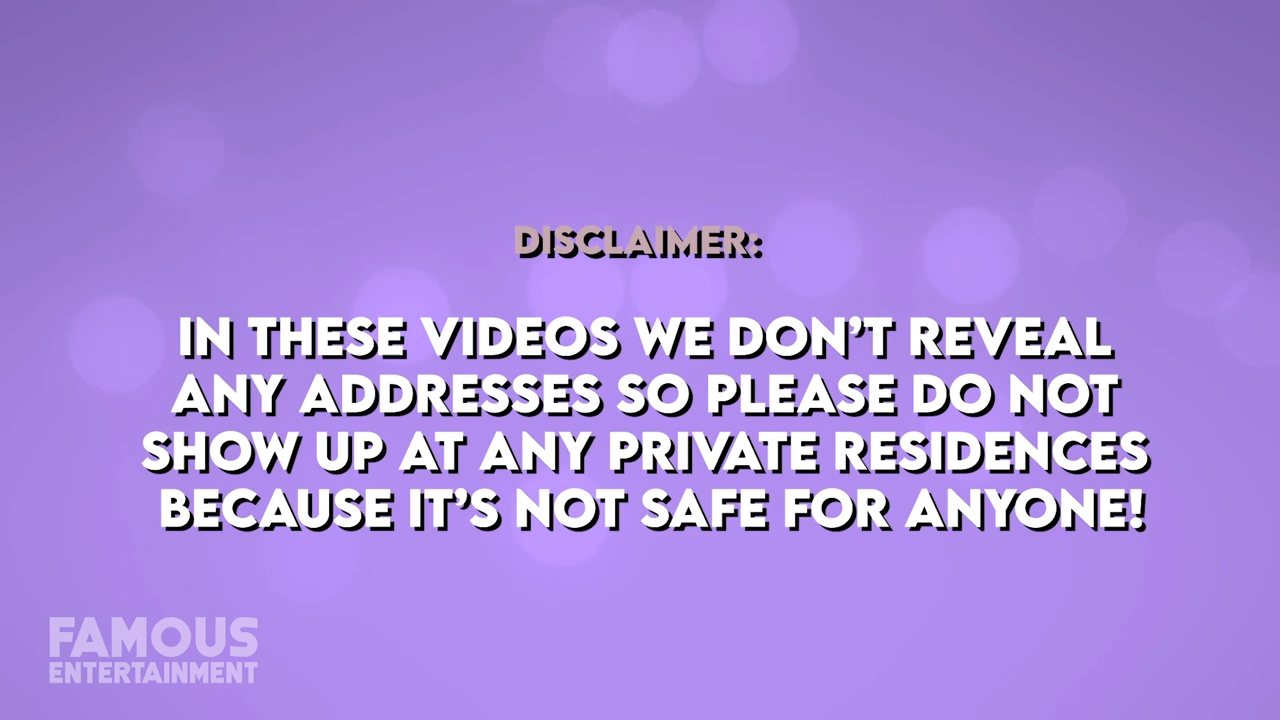 DISCLAIMER:
IN THESE VIDEOS WE DON'T REVEAL
ANY ADDRESSES SO PLEASE DO NOT
SHOW UP AT ANY PRIVATE RESIDENCES
BECAUSE IT'S NOT SAFE FOR ANYONE!
FAMOUS
ENTERTAINMENT